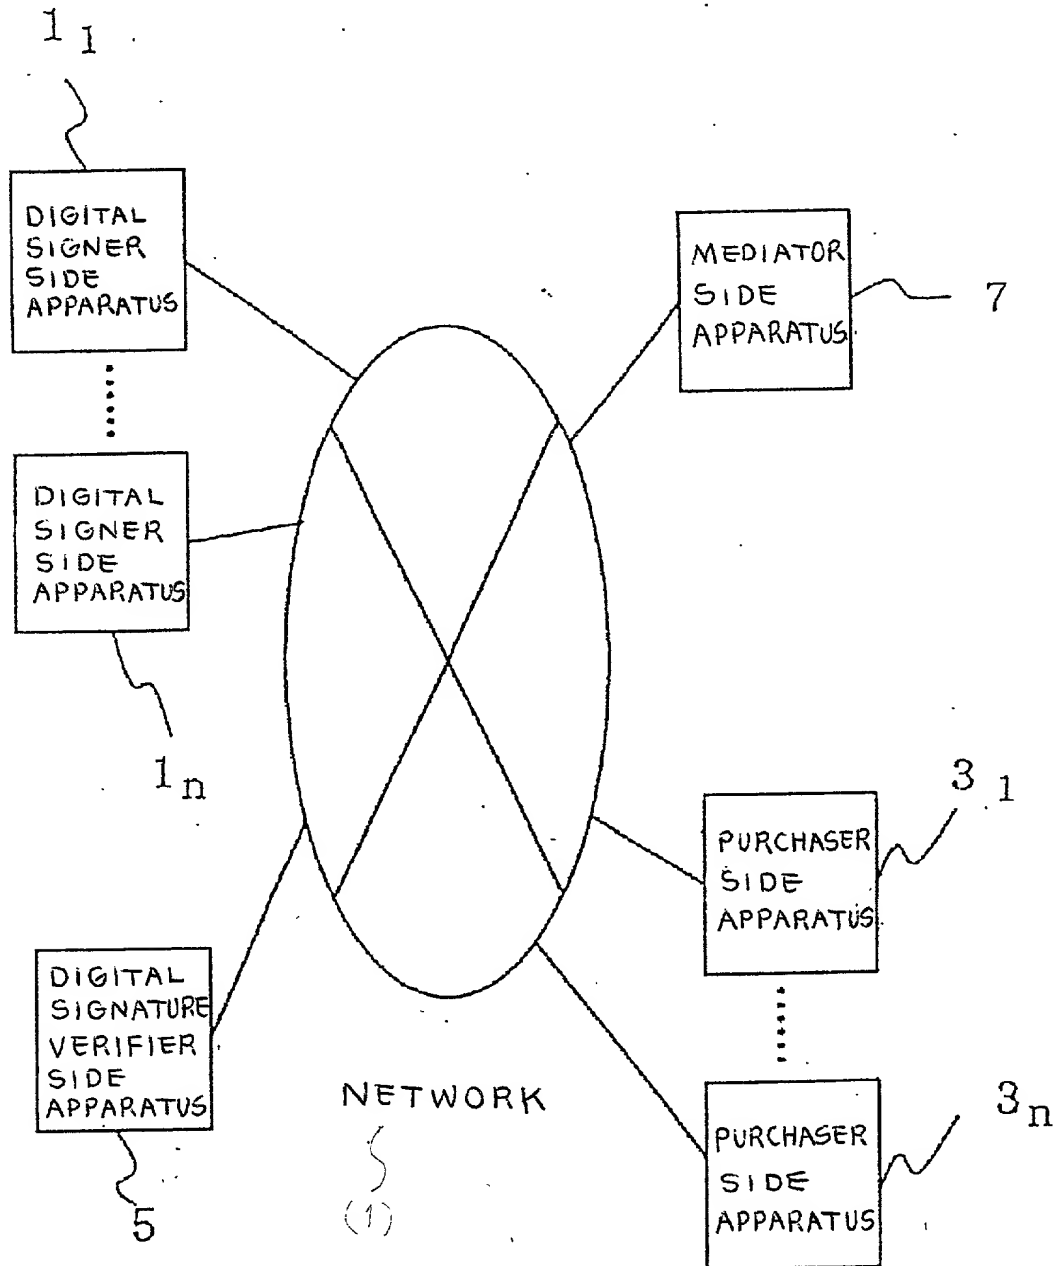 1 1
DIGITAL
SIGNER
SIDE
APPARATUS
MEDIATOR
SIDE
APPARATUS
7
DIGITAL
SIGNER
SIDE
APPARATUS
1 n
3 1
PURCHASER
SIDE
APPARATUS
DIGITAL
SIGNATURE
VERIFIER
SIDE
APPARATUS
5
NETWORK
(1)
3n
PURCHASER
SIDE
APPARATUS